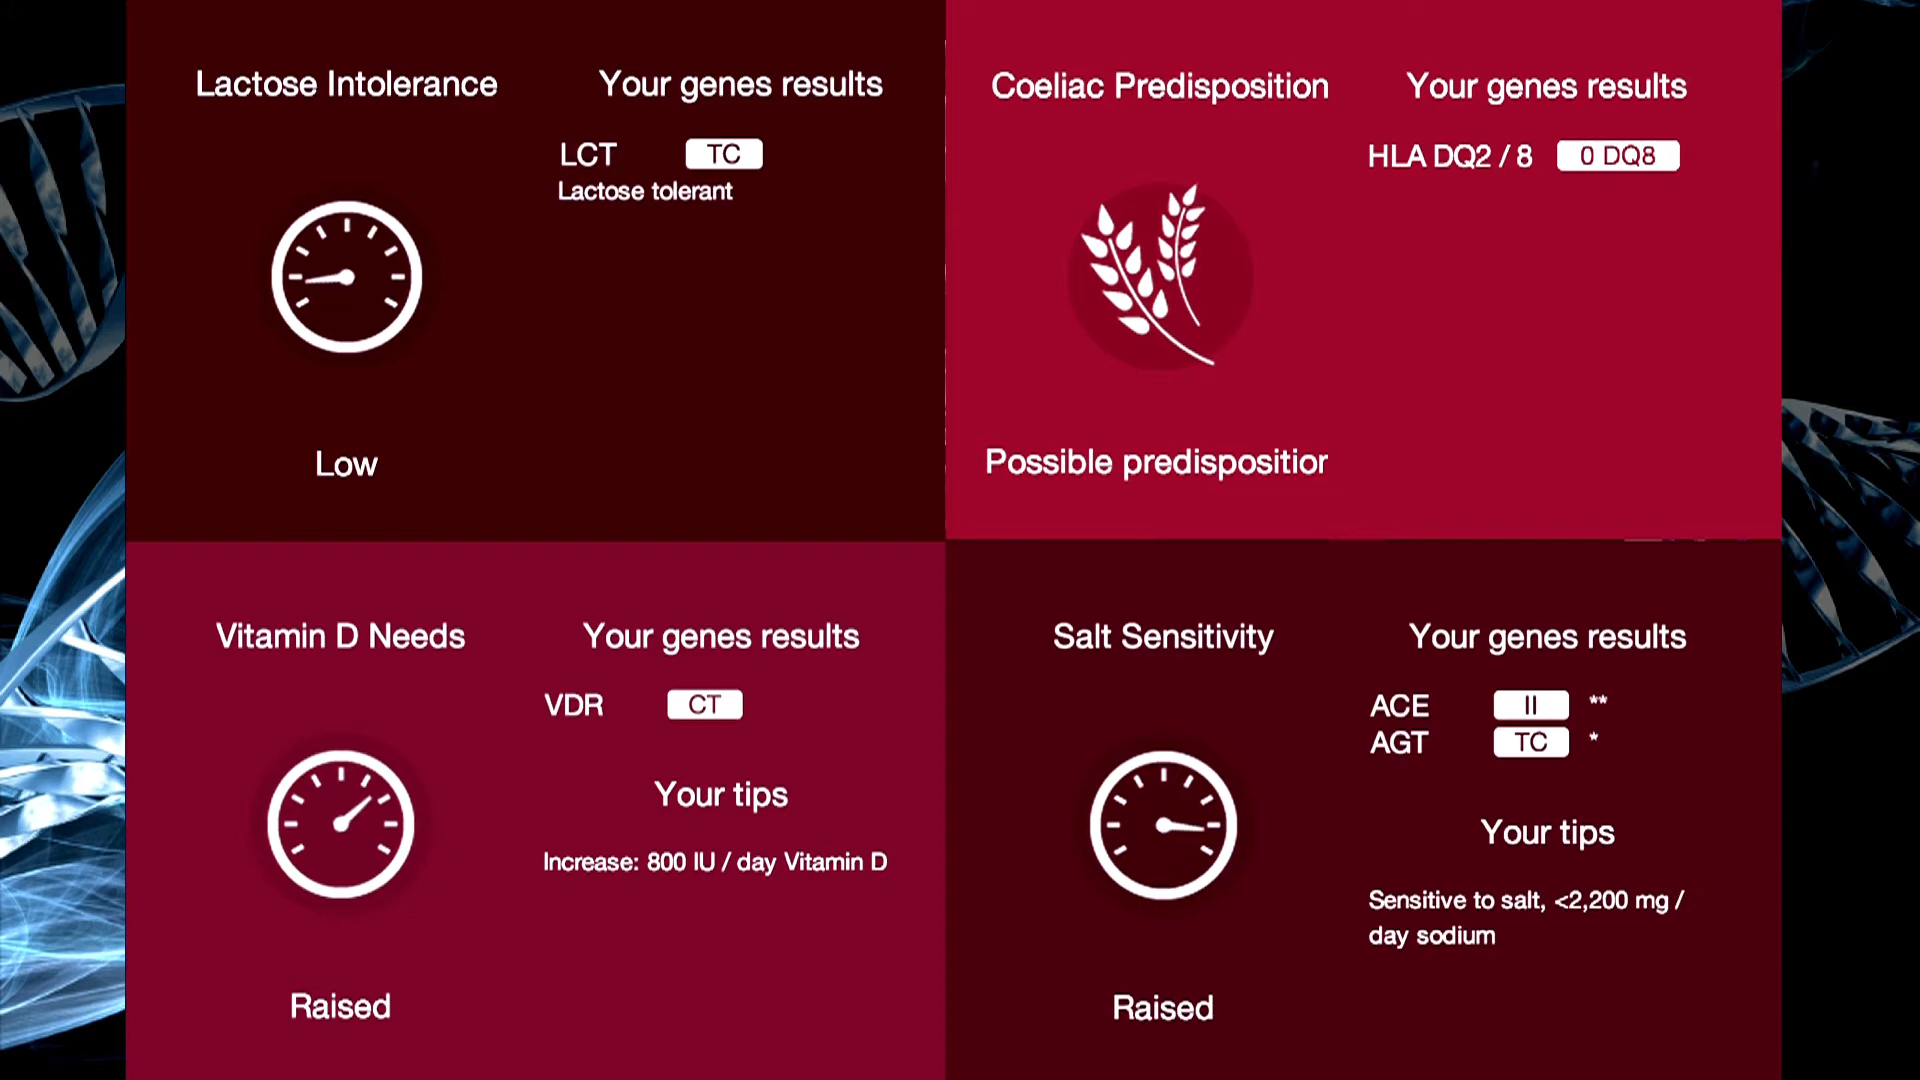 Lactose Intolerance
Your genes results
LCT TC
Lactose tolerant
Low
Coeliac Predisposition
Your genes results
HLA DQ2 / 8 0 DQ8
Possible predispositior
Vitamin D Needs
Your genes results
VDR CT
Your tips
Increase: 800 IU / day Vitamin D
Raised
Salt Sensitivity
Your genes results
ACE II **
AGT TC *
Your tips
Sensitive to salt, <2,200 mg /
day sodium
Raised